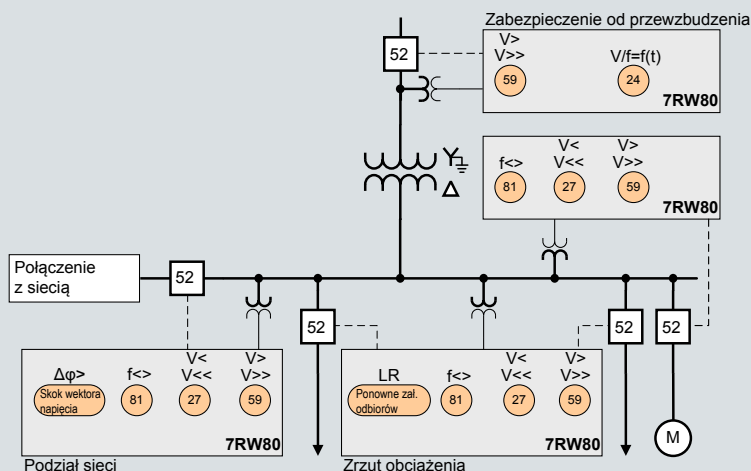 Zabezpieczenie od przewzbudzenia
V>
V>>
V/f=f(t)
52
59
24
7RW80
V<
V>
f<>
V<<
V>>
81
27
59
7RW80
Połączenie
z siecią
52
52
52
52
V<
V>
Δφ>
f<>
V<<
V>>
Skok wektora
napięcia
81
27
59
7RW80
Podział sieci
V<
V>
LR
f<>
V<<
V>>
Ponowne zał.
odbiorów
81
27
59
7RW80
Zrzut obciążenia
M
Y
Δ